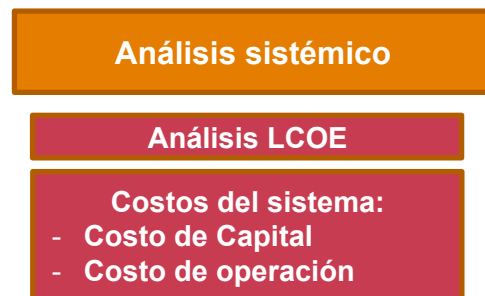 Análisis sistémico
Análisis LCOE
Costos del sistema:
- Costo de Capital
- Costo de operación